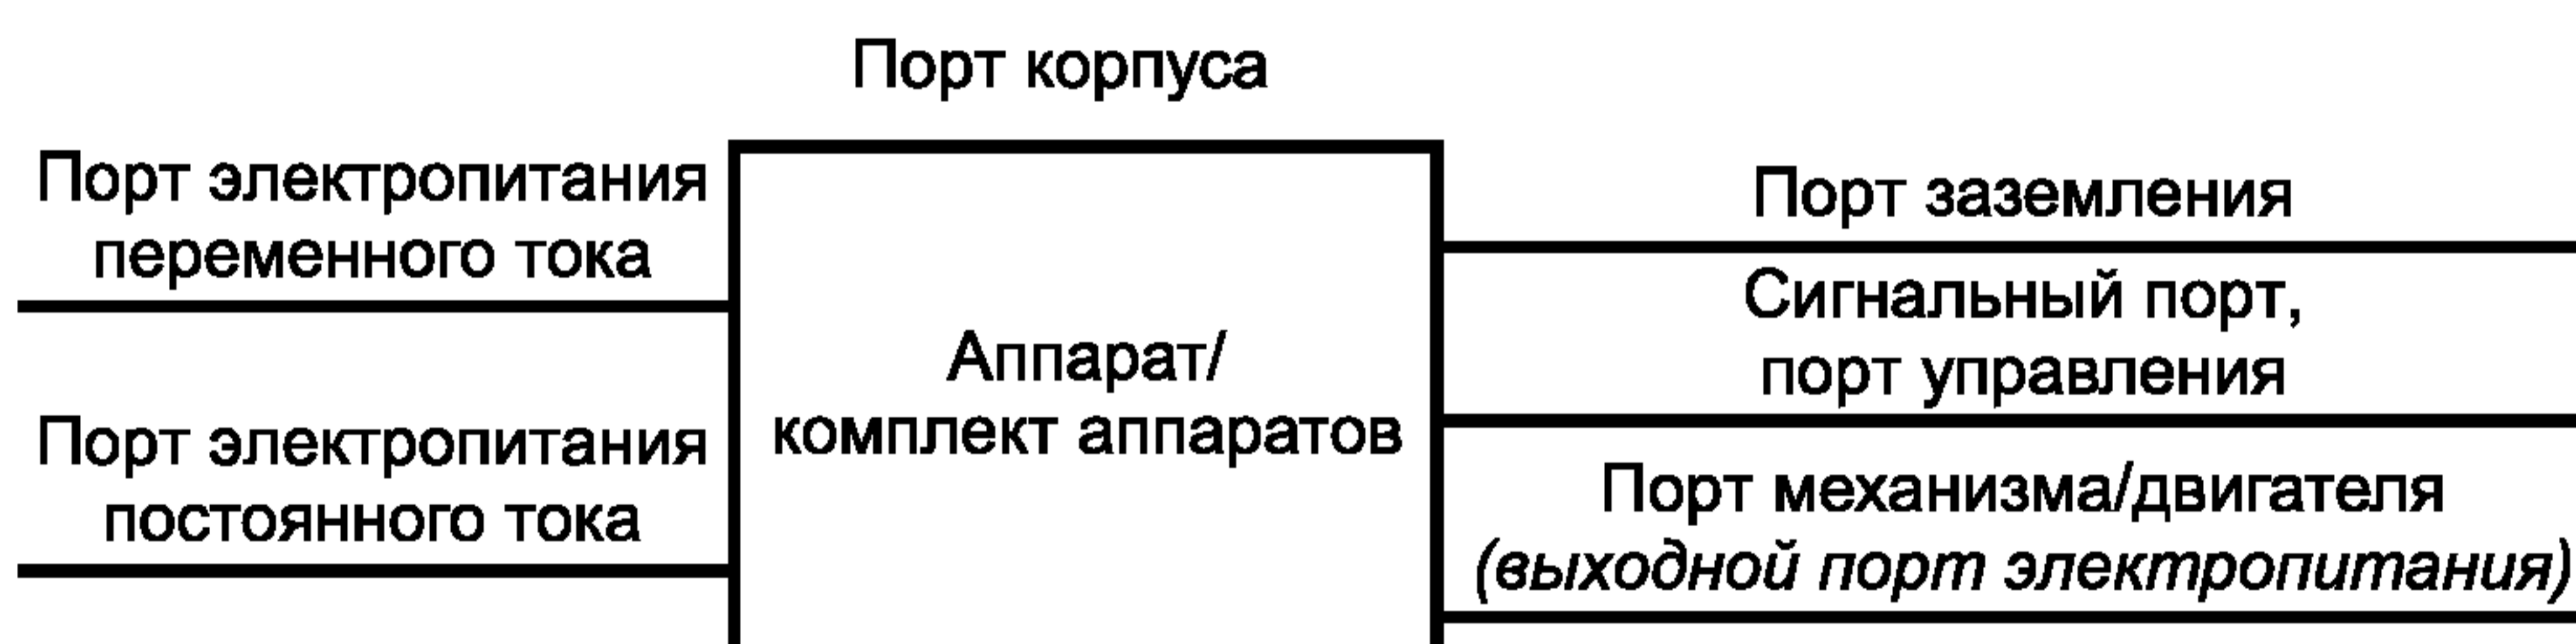 Порт корпуса
Порт электропитания
переменного тока
Порт электропитания
постоянного тока
Аппарат/
комплект аппаратов
Порт заземления
Сигнальный порт,
порт управления
Порт механизма/двигателя
(выходной порт электропитания)